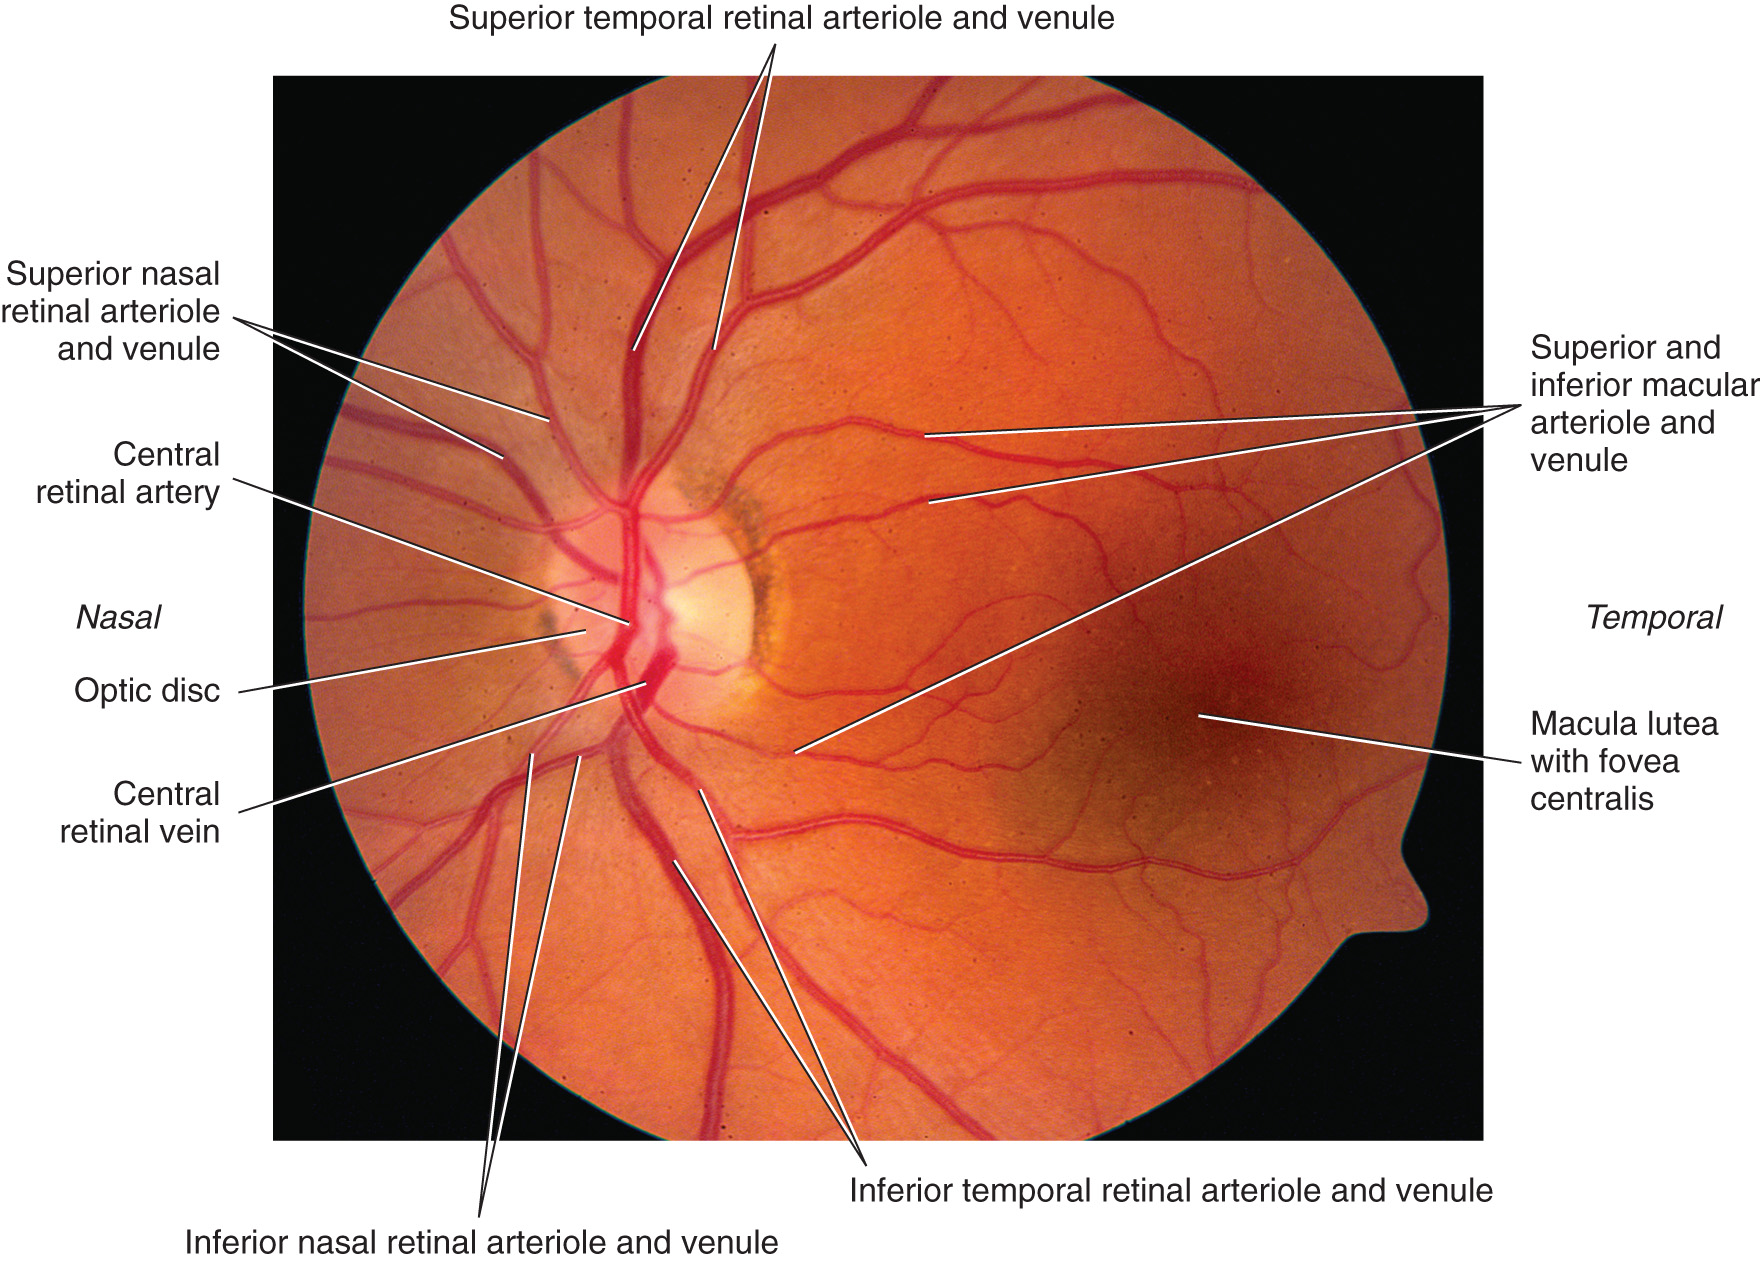 Superior temporal retinal arteriole and venule
Superior nasal
retinal arteriole
and venule
Central
retinal artery
Nasal
Optic disc
Central
retinal vein
Superior and
inferior macular
arteriole and
venule
Temporal
Macula lutea
with fovea
centralis
Inferior temporal retinal arteriole and venule
Inferior nasal retinal arteriole and venule